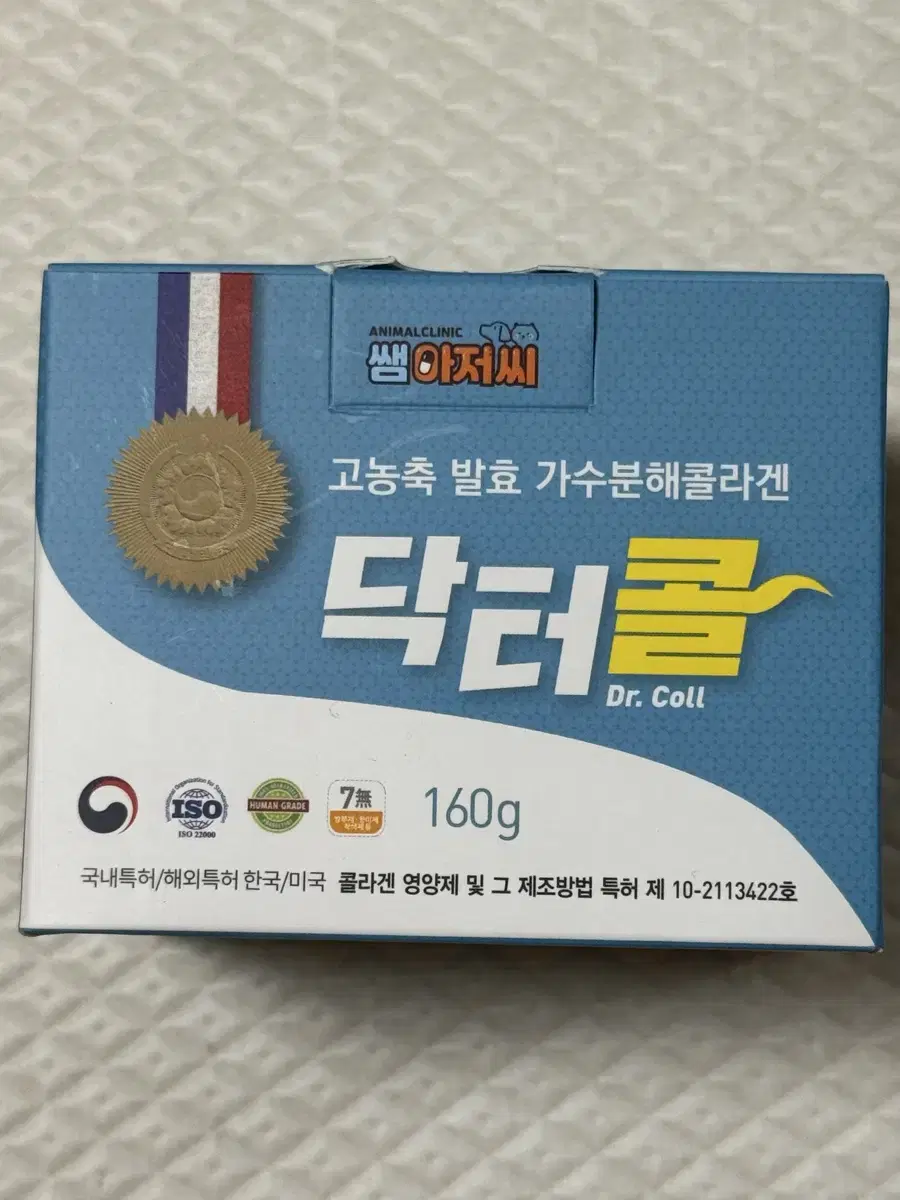 ANIMALCLINIC
쌤아저씨
고농축 발효 가수분해콜라겐
닥터콜
Dr. Coll
ISO
ISO 22000
HUMAN GRADE
7無
160g
국내특허/해외특허 한국/미국 콜라겐 영양제 및 그 제조방법 특허 제 10-2113422호